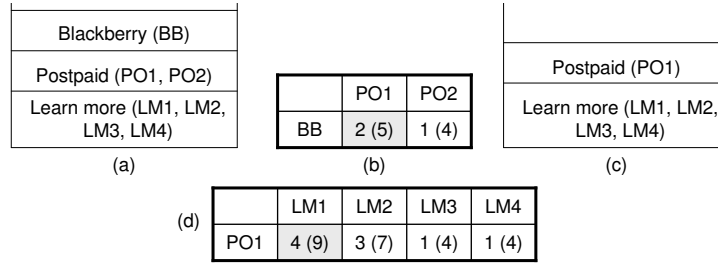 Blackberry (BB)
Postpaid (PO1, PO2)
Learn more (LM1, LM2,
LM3, LM4)
(a)
PO1 PO2
BB 2 (5) 1 (4)
(b)
Postpaid (PO1)
Learn more (LM1, LM2,
LM3, LM4)
(c)
(d)
LM1 LM2 LM3 LM4
PO1 4 (9) 3 (7) 1 (4) 1 (4)